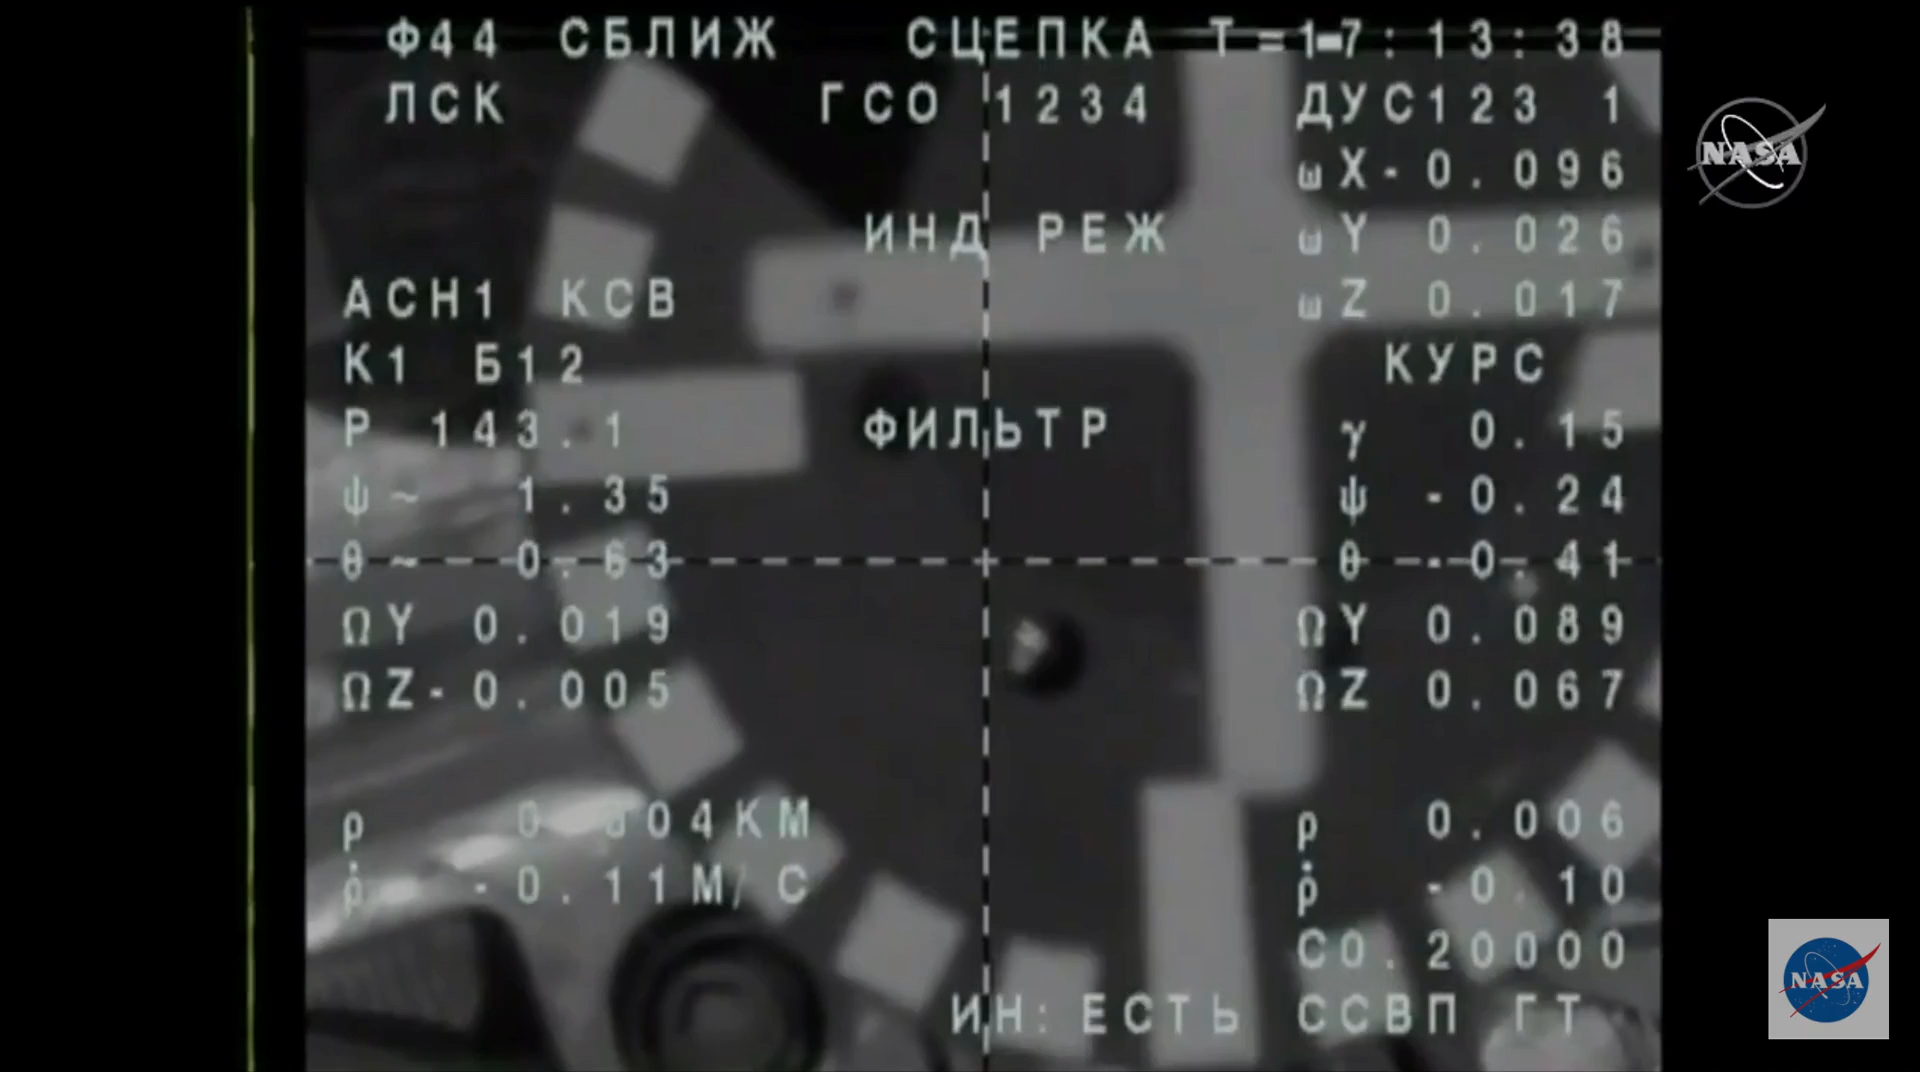 Ф44 СБЛИЖ СЦЕПКА Т=17:13:38
ЛСК ГСО 1234 ДУС123 1
ωX-0.096
ИНД РЕЖ ωY 0.026
АСН1 КСВ ωZ 0.017
К1 Б12 КУРС
Р 143.1 ФИЛЬТР γ 0.15
ψ~ 1.35 ψ -0.24
θ~ 0.63 θ -0.41
ΩY 0.019 ΩY 0.089
ΩZ-0.005 ΩZ 0.067
ρ 0.004КМ ρ 0.006
ρ̇ -0.11М/С ρ̇ -0.10
С0.20000
ИН: ЕСТЬ ССВП ГТ
NASA
NASA